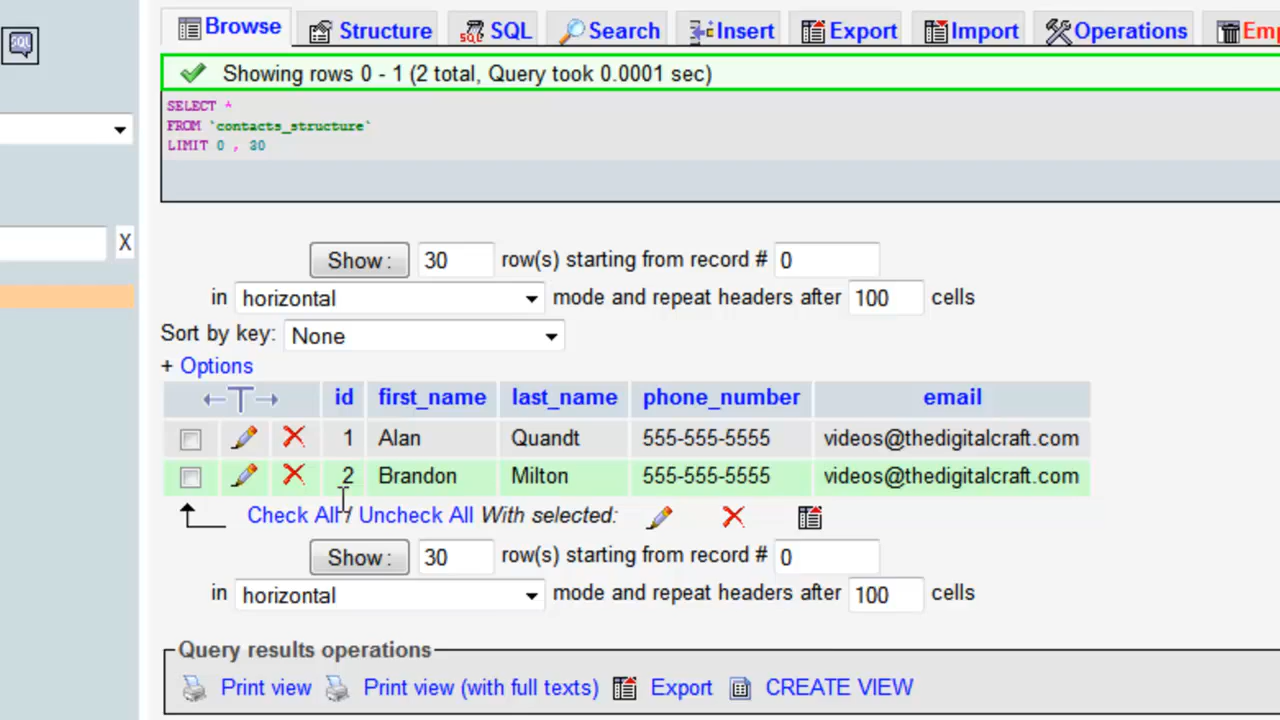 Browse Structure SQL Search Insert Export Import Operations Emp
Showing rows 0 - 1 (2 total, Query took 0.0001 sec)
SELECT *
FROM `contacts_structure`
LIMIT 0 , 30
X
Show : 30 row(s) starting from record # 0
in horizontal mode and repeat headers after 100 cells
Sort by key: None
+ Options
←T→ id first_name last_name phone_number email
1 Alan Quandt 555-555-5555 videos@thedigitalcraft.com
2 Brandon Milton 555-555-5555 videos@thedigitalcraft.com
Check All / Uncheck All With selected:
Show : 30 row(s) starting from record # 0
in horizontal mode and repeat headers after 100 cells
Query results operations
Print view Print view (with full texts) Export CREATE VIEW